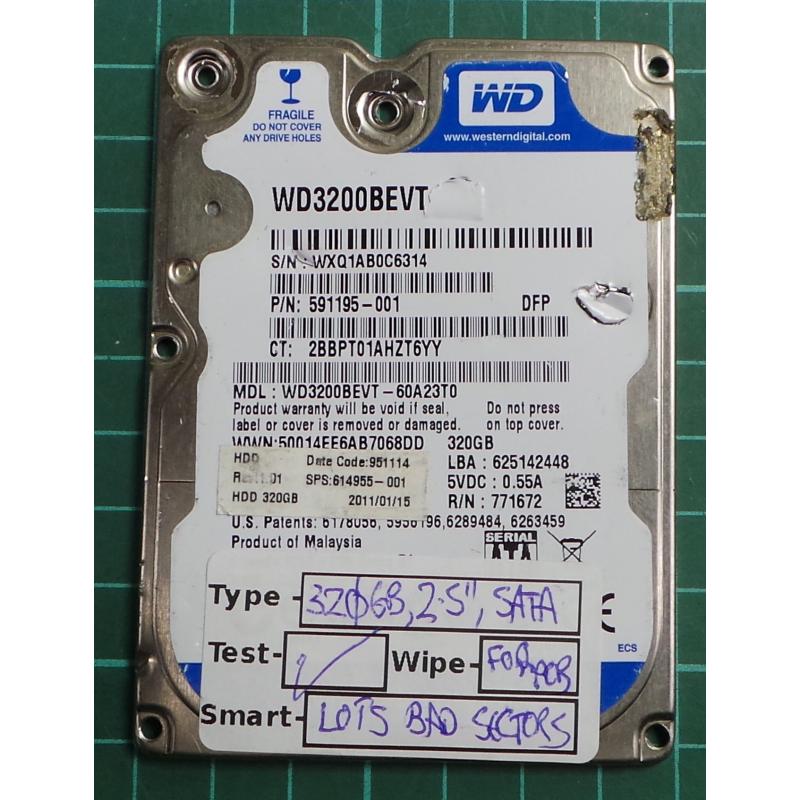 FRAGILE
DO NOT COVER
ANY DRIVE HOLES
WD
www.westerndigital.com
WD3200BEVT
S/N: WXQ1AB0C6314
P/N: 591195-001 DFP
CT: 2BBPT01AHZT6YY
MDL: WD3200BEVT-60A23T0
Product warranty will be void if seal, Do not press
label or cover is removed or damaged. on top cover.
WWN:50014EE6AB7068DD 320GB
HDD Date Code:951114 LBA: 625142448
SPS:614955-001 5VDC: 0.55A
HDD 320GB 2011/01/15 R/N: 771672
U.S. Patents: 6178056, 5956196,6289484, 6263459
Product of Malaysia
SERIAL
ATA
Type - 320GB, 2.5", SATA
Test- Wipe- FOR PCB
ECS
Smart- LOTS BAD SECTORS